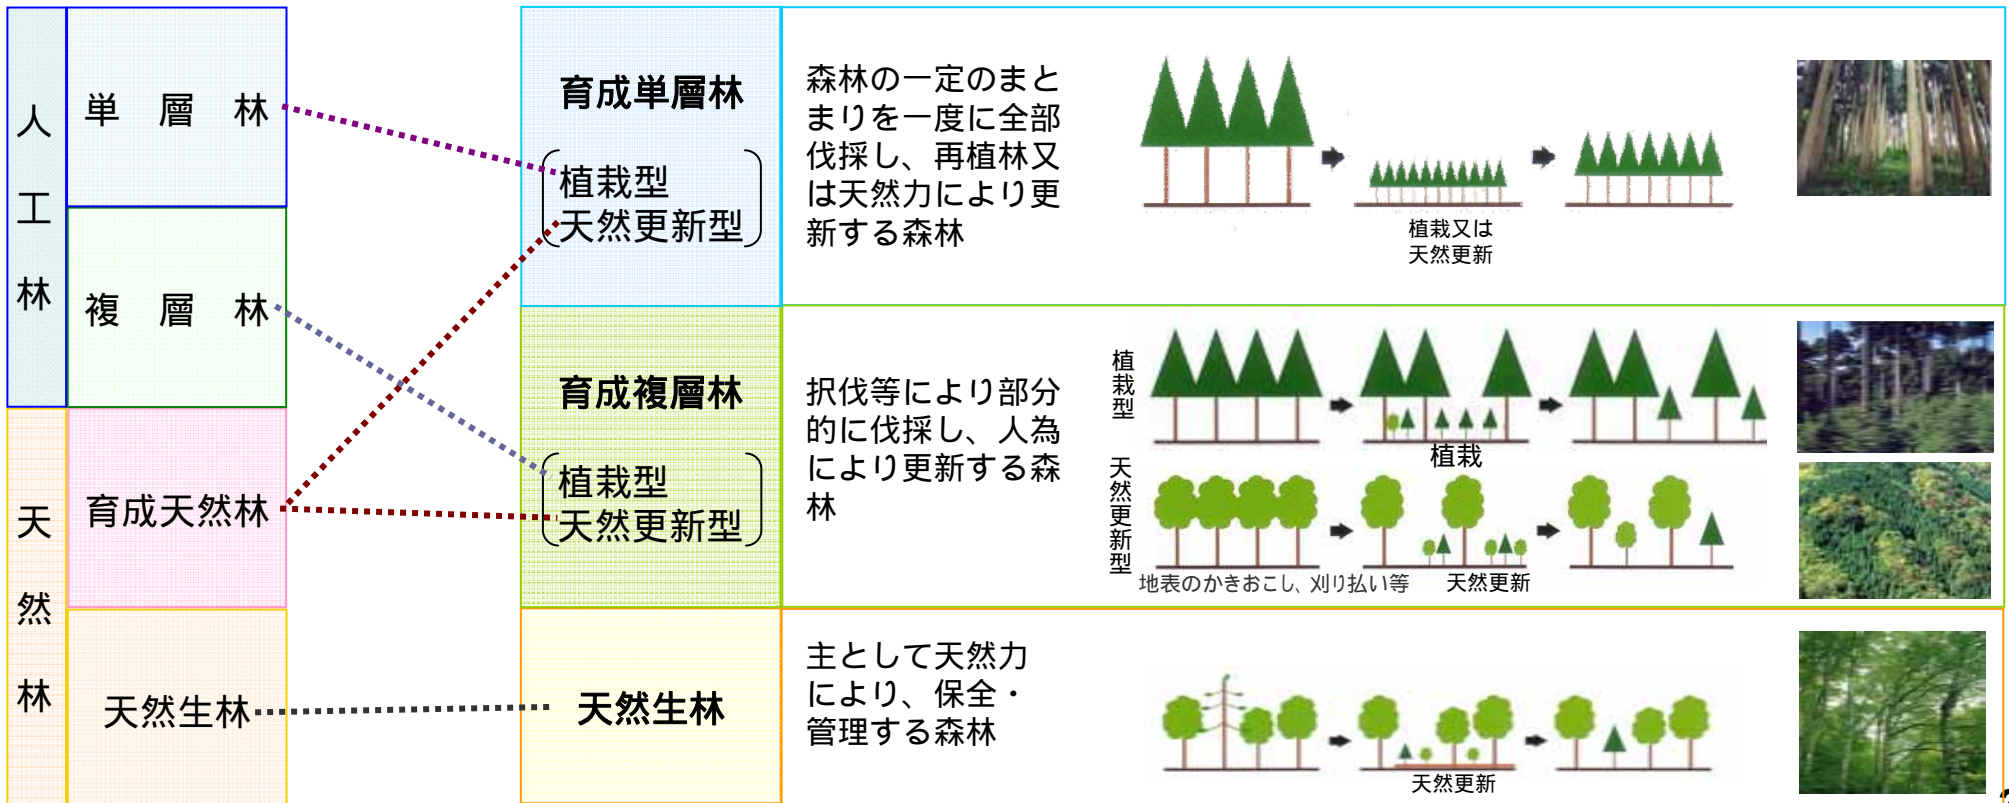 人工林
単層林
複層林
天然林
育成天然林
天然生林
育成単層林
植栽型
天然更新型
森林の一定のまと
まりを一度に全部
伐採し、再植林又
は天然力により更
新する森林
植栽又は
天然更新
育成複層林
植栽型
天然更新型
択伐等により部分
的に伐採し、人為
により更新する森
林
植栽型
植栽
天然更新型
地表のかきおこし、刈り払い等
天然更新
天然生林
主として天然力
により、保全・
管理する森林
天然更新